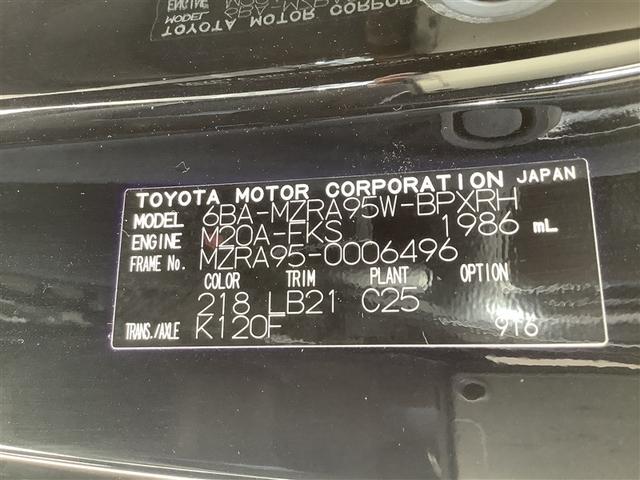 TOYOTA MOTOR CORPORATION JAPAN
MODEL 6BA-MZRA95W-BPXRH
ENGINE M20A-FKS 1986 mL
FRAME No. MZRA95-0006496
COLOR TRIM PLANT OPTION
218 LB21 C25
TRANS./AXLE K120F 916